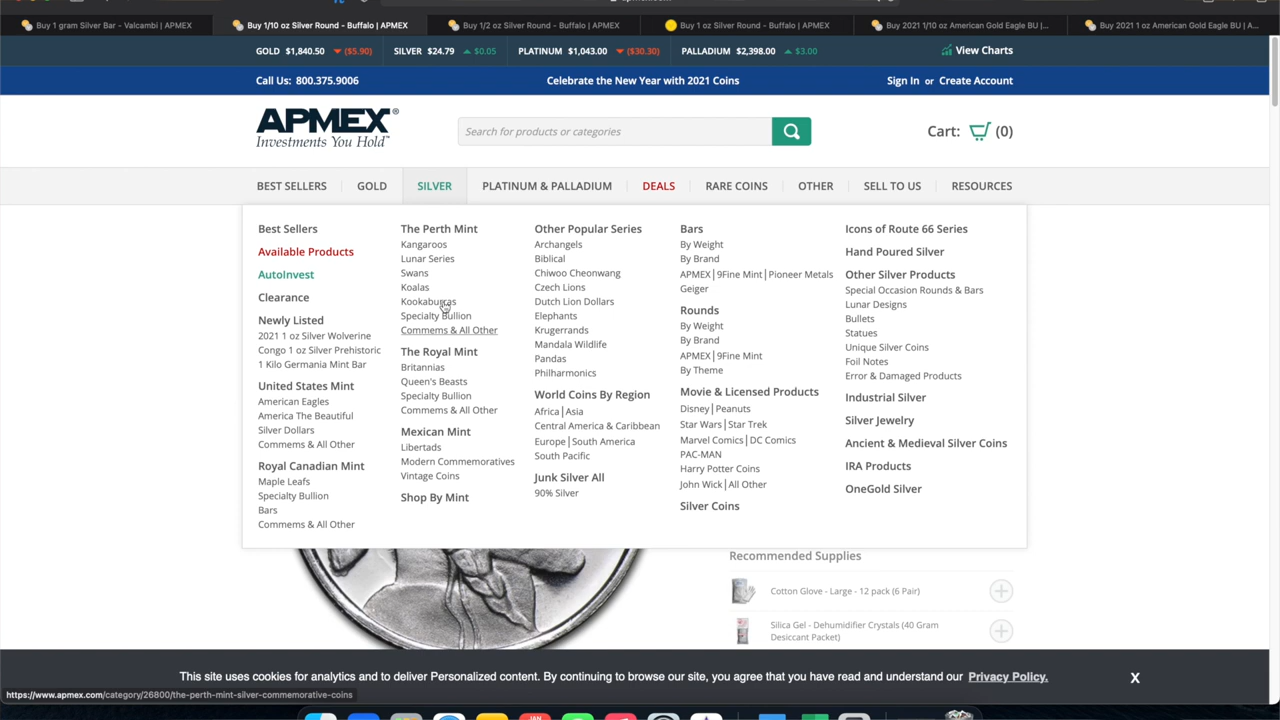 Buy 1 gram Silver Bar - Valcambi | APMEX
Buy 1/10 oz Silver Round - Buffalo | APMEX
Buy 1/2 oz Silver Round - Buffalo | APMEX
Buy 1 oz Silver Round - Buffalo | APMEX
Buy 2021 1/10 oz American Gold Eagle BU |...
Buy 2021 1 oz American Gold Eagle BU | A...
GOLD $1,840.50 ($5.90) SILVER $24.79 $0.05 PLATINUM $1,043.00 ($30.30) PALLADIUM $2,398.00 $3.00 View Charts
Call Us: 800.375.9006 Celebrate the New Year with 2021 Coins Sign In or Create Account
APMEX®
Investments You Hold™
Search for products or categories
Cart: (0)
BEST SELLERS GOLD SILVER PLATINUM & PALLADIUM DEALS RARE COINS OTHER SELL TO US RESOURCES
Best Sellers
Available Products
AutoInvest
Clearance
Newly Listed
2021 1 oz Silver Wolverine
Congo 1 oz Silver Prehistoric
1 Kilo Germania Mint Bar
United States Mint
American Eagles
America The Beautiful
Silver Dollars
Commems & All Other
Royal Canadian Mint
Maple Leafs
Specialty Bullion
Bars
Commems & All Other
The Perth Mint
Kangaroos
Lunar Series
Swans
Koalas
Kookaburras
Specialty Bullion
Commems & All Other
The Royal Mint
Britannias
Queen's Beasts
Specialty Bullion
Commems & All Other
Mexican Mint
Libertads
Modern Commemoratives
Vintage Coins
Shop By Mint
Other Popular Series
Archangels
Biblical
Chiwoo Cheonwang
Czech Lions
Dutch Lion Dollars
Elephants
Krugerrands
Mandala Wildlife
Pandas
Philharmonics
World Coins By Region
Africa | Asia
Central America & Caribbean
Europe | South America
South Pacific
Junk Silver All
90% Silver
Bars
By Weight
By Brand
APMEX | 9Fine Mint | Pioneer Metals
Geiger
Rounds
By Weight
By Brand
APMEX | 9Fine Mint
By Theme
Movie & Licensed Products
Disney | Peanuts
Star Wars | Star Trek
Marvel Comics | DC Comics
PAC-MAN
Harry Potter Coins
John Wick | All Other
Silver Coins
Icons of Route 66 Series
Hand Poured Silver
Other Silver Products
Special Occasion Rounds & Bars
Lunar Designs
Bullets
Statues
Unique Silver Coins
Foil Notes
Error & Damaged Products
Industrial Silver
Silver Jewelry
Ancient & Medieval Silver Coins
IRA Products
OneGold Silver
Recommended Supplies
Cotton Glove - Large - 12 pack (6 Pair)
Silica Gel - Dehumidifier Crystals (40 Gram
Desiccant Packet)
This site uses cookies for analytics and to deliver Personalized content. By continuing to browse our site, you agree that you have read and understand our Privacy Policy. X
https://www.apmex.com/category/26800/the-perth-mint-silver-commemorative-coins